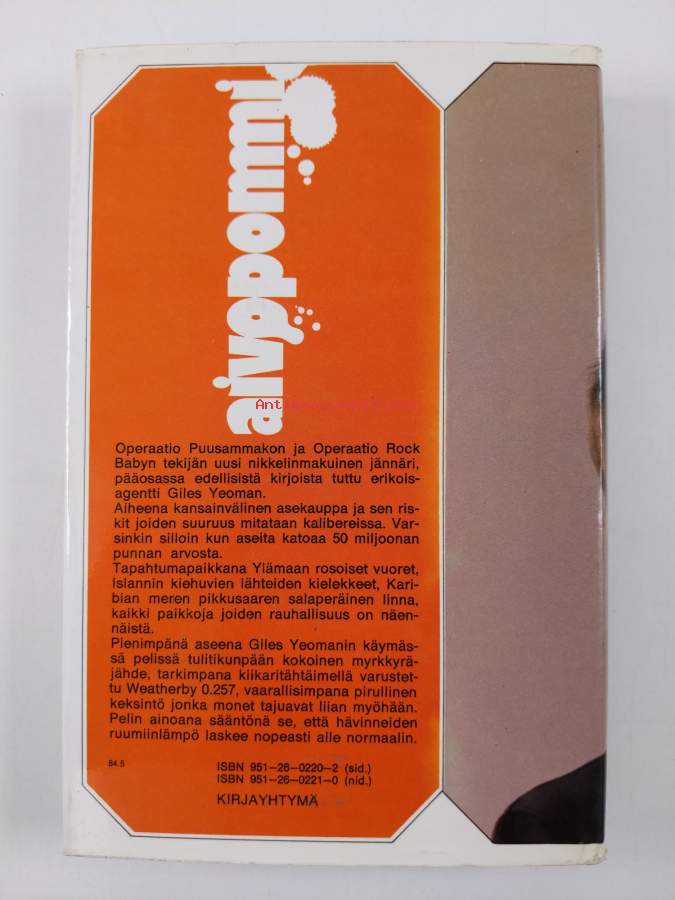 aivopommi
Operaatio Puusammakon ja Operaatio Rock
Babyn tekijän uusi nikkelinmakuinen jännäri,
pääosassa edellisistä kirjoista tuttu erikois-
agentti Giles Yeoman.
Aiheena kansainvälinen asekauppa ja sen ris-
kit joiden suuruus mitataan kalibereissa. Var-
sinkin silloin kun aseita katoaa 50 miljoonan
punnan arvosta.
Tapahtumapaikkana Ylämaan rosoiset vuoret,
Islannin kiehuvien lähteiden kielekkeet, Kari-
bian meren pikkusaaren salaperäinen linna,
kaikki paikkoja joiden rauhallisuus on näen-
näistä.
Pienimpänä aseena Giles Yeomanin käymäs-
sä pelissä tulitikunpään kokoinen myrkkyrä-
jähde, tarkimpana kiikaritähtäimellä varustet-
tu Weatherby 0.257, vaarallisimpana pirullinen
keksintö jonka monet tajuavat liian myöhään.
Pelin ainoana sääntönä se, että hävinneiden
ruumiinlämpö laskee nopeasti alle normaalin.
84.5
ISBN 951-26-0220-2 (sid.)
ISBN 951-26-0221-0 (nid.)
KIRJAYHTYMÄ